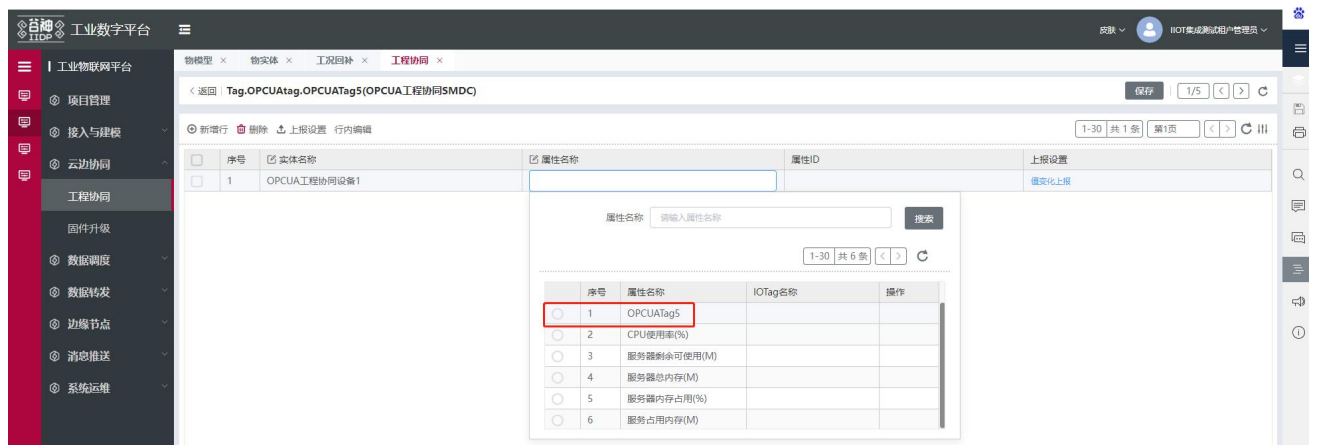 谷神 IIDP 工业数字平台 皮肤 IIOT集成测试租户管理员
工业物联网平台 物模型 × 物实体 × 工况回补 × 工程协同 ×
项目管理
接入与建模
云边协同
工程协同
固件升级
数据调度
数据转发
边缘节点
消息推送
系统运维
< 返回 Tag.OPCUAtag.OPCUATag5(OPCUA工程协同SMDC) 保存 1/5 < >
新增行 删除 上报设置 行内编辑 1-30 共 1 条 第1页 < >
序号 实体名称 属性名称 属性ID 上报设置
1 OPCUA工程协同设备1 值变化上报
属性名称 请输入属性名称 搜索
1-30 共 6 条 < >
序号 属性名称 IOTag名称 操作
1 OPCUATag5
2 CPU使用率(%)
3 服务器剩余可使用(M)
4 服务器总内存(M)
5 服务器内存占用(%)
6 服务占用内存(M)